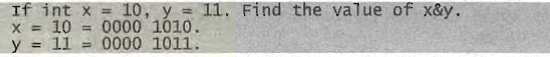 If int x = 10, y = 11. Find the value of x&y.
x = 10 = 0000 1010.
y = 11 = 0000 1011.